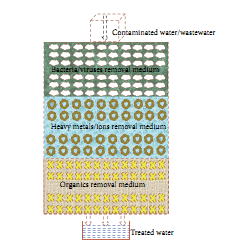 Contaminated water/wastewater
Bacteria/viruses removal medium
Heavy metals/ions removal medium
Organics removal medium
Treated water